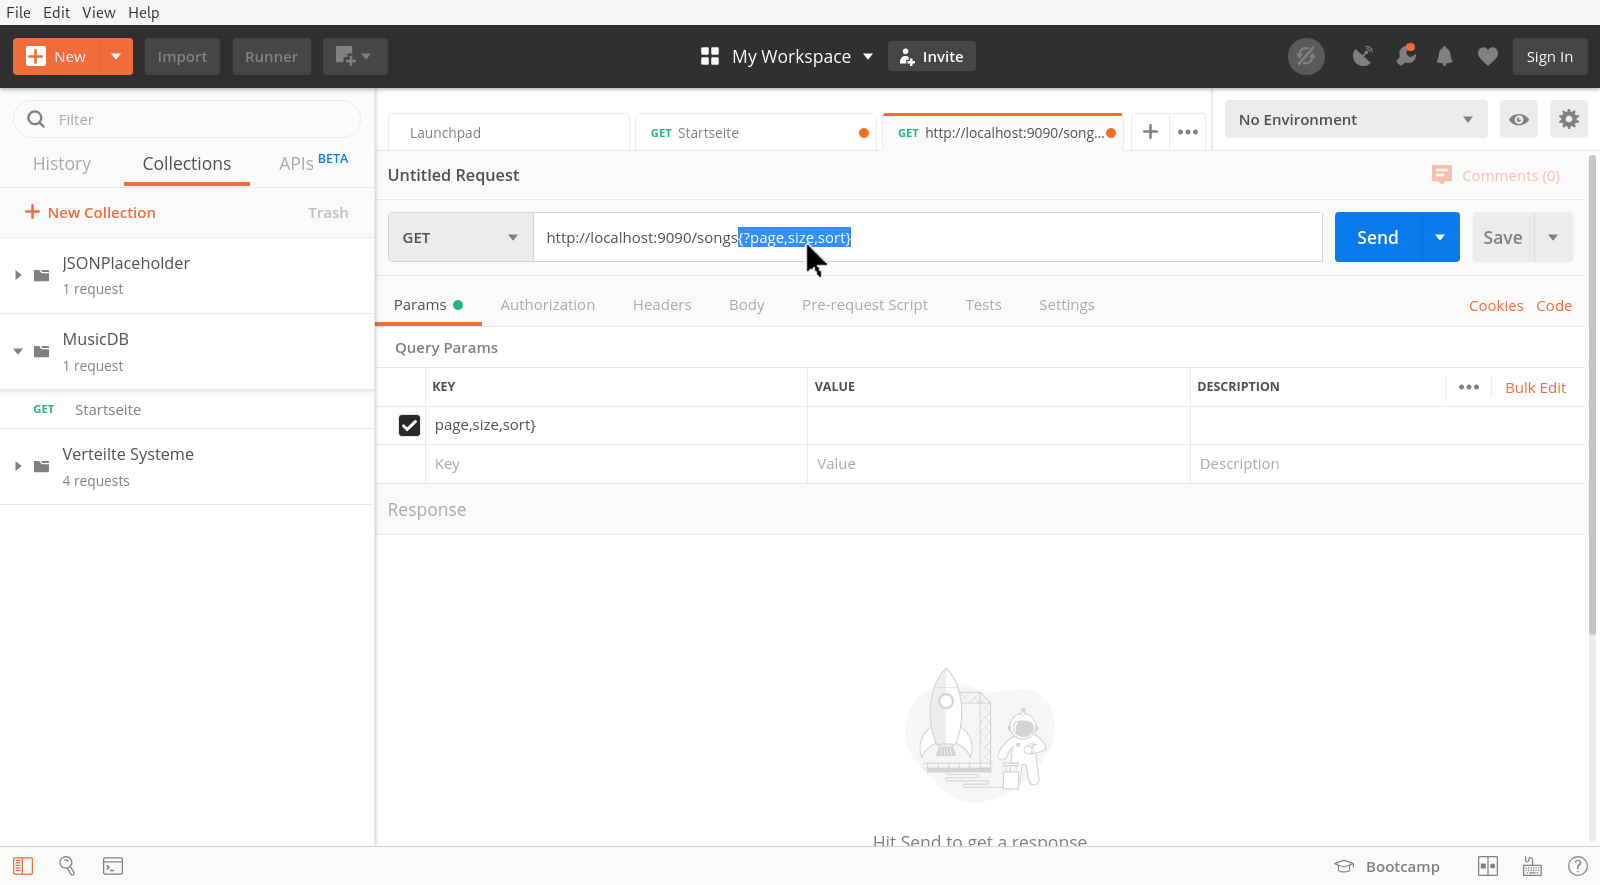 File Edit View Help
New Import Runner My Workspace Invite Sign In
Filter
Launchpad GET Startseite GET http://localhost:9090/song... No Environment
History Collections APIs BETA
Untitled Request Comments (0)
New Collection Trash
GET http://localhost:9090/songs{?page,size,sort} Send Save
JSONPlaceholder
1 request
Params Authorization Headers Body Pre-request Script Tests Settings Cookies Code
MusicDB
1 request
Query Params
KEY VALUE DESCRIPTION Bulk Edit
GET Startseite
page,size,sort}
Verteilte Systeme
4 requests
Key Value Description
Response
Hit Send to get a response
Bootcamp